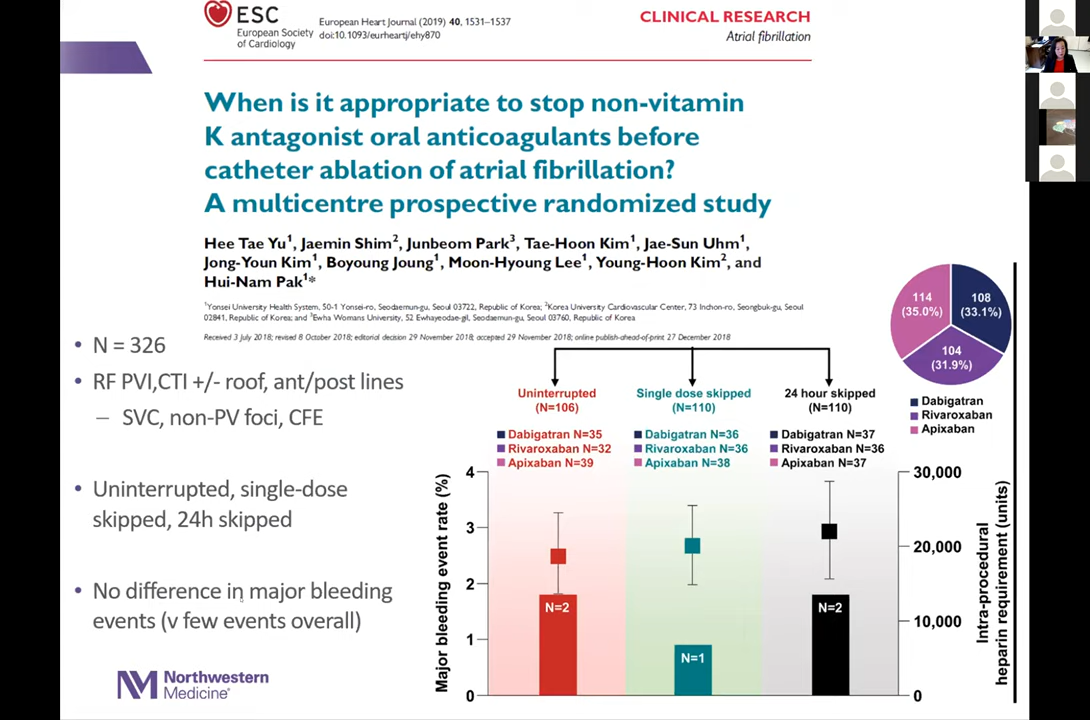 ESC
European Society
of Cardiology
European Heart Journal (2019) 40, 1531–1537
doi:10.1093/eurheartj/ehy870
CLINICAL RESEARCH
Atrial fibrillation
When is it appropriate to stop non-vitamin
K antagonist oral anticoagulants before
catheter ablation of atrial fibrillation?
A multicentre prospective randomized study
Hee Tae Yu1, Jaemin Shim2, Junbeom Park3, Tae-Hoon Kim1, Jae-Sun Uhm1,
Jong-Youn Kim1, Boyoung Joung1, Moon-Hyoung Lee1, Young-Hoon Kim2, and
Hui-Nam Pak1*
1Yonsei University Health System, 50-1 Yonsei-ro, Seodaemun-gu, Seoul 03722, Republic of Korea; 2Korea University Cardiovascular Center, 73 Inchon-ro, Seongbuk-gu, Seoul
02841, Republic of Korea; and 3Ewha Womans University, 52 Ewhayeodae-gil, Seodaemun-gu, Seoul 03760, Republic of Korea
Received 3 July 2018; revised 8 October 2018; editorial decision 29 November 2018; accepted 29 November 2018; online publish-ahead-of-print 27 December 2018
• N = 326
• RF PVI,CTI +/- roof, ant/post lines
– SVC, non-PV foci, CFE
• Uninterrupted, single-dose
skipped, 24h skipped
• No difference in major bleeding
events (v few events overall)
Northwestern
Medicine®
114
(35.0%)
108
(33.1%)
104
(31.9%)
Dabigatran
Rivaroxaban
Apixaban
Uninterrupted
(N=106)
Dabigatran N=35
Rivaroxaban N=32
Apixaban N=39
Single dose skipped
(N=110)
Dabigatran N=36
Rivaroxaban N=36
Apixaban N=38
24 hour skipped
(N=110)
Dabigatran N=37
Rivaroxaban N=36
Apixaban N=37
Major bleeding event rate (%)
4
3
2
1
0
N=2
N=1
N=2
30,000
20,000
10,000
0
Intra-procedural
heparin requirement (units)